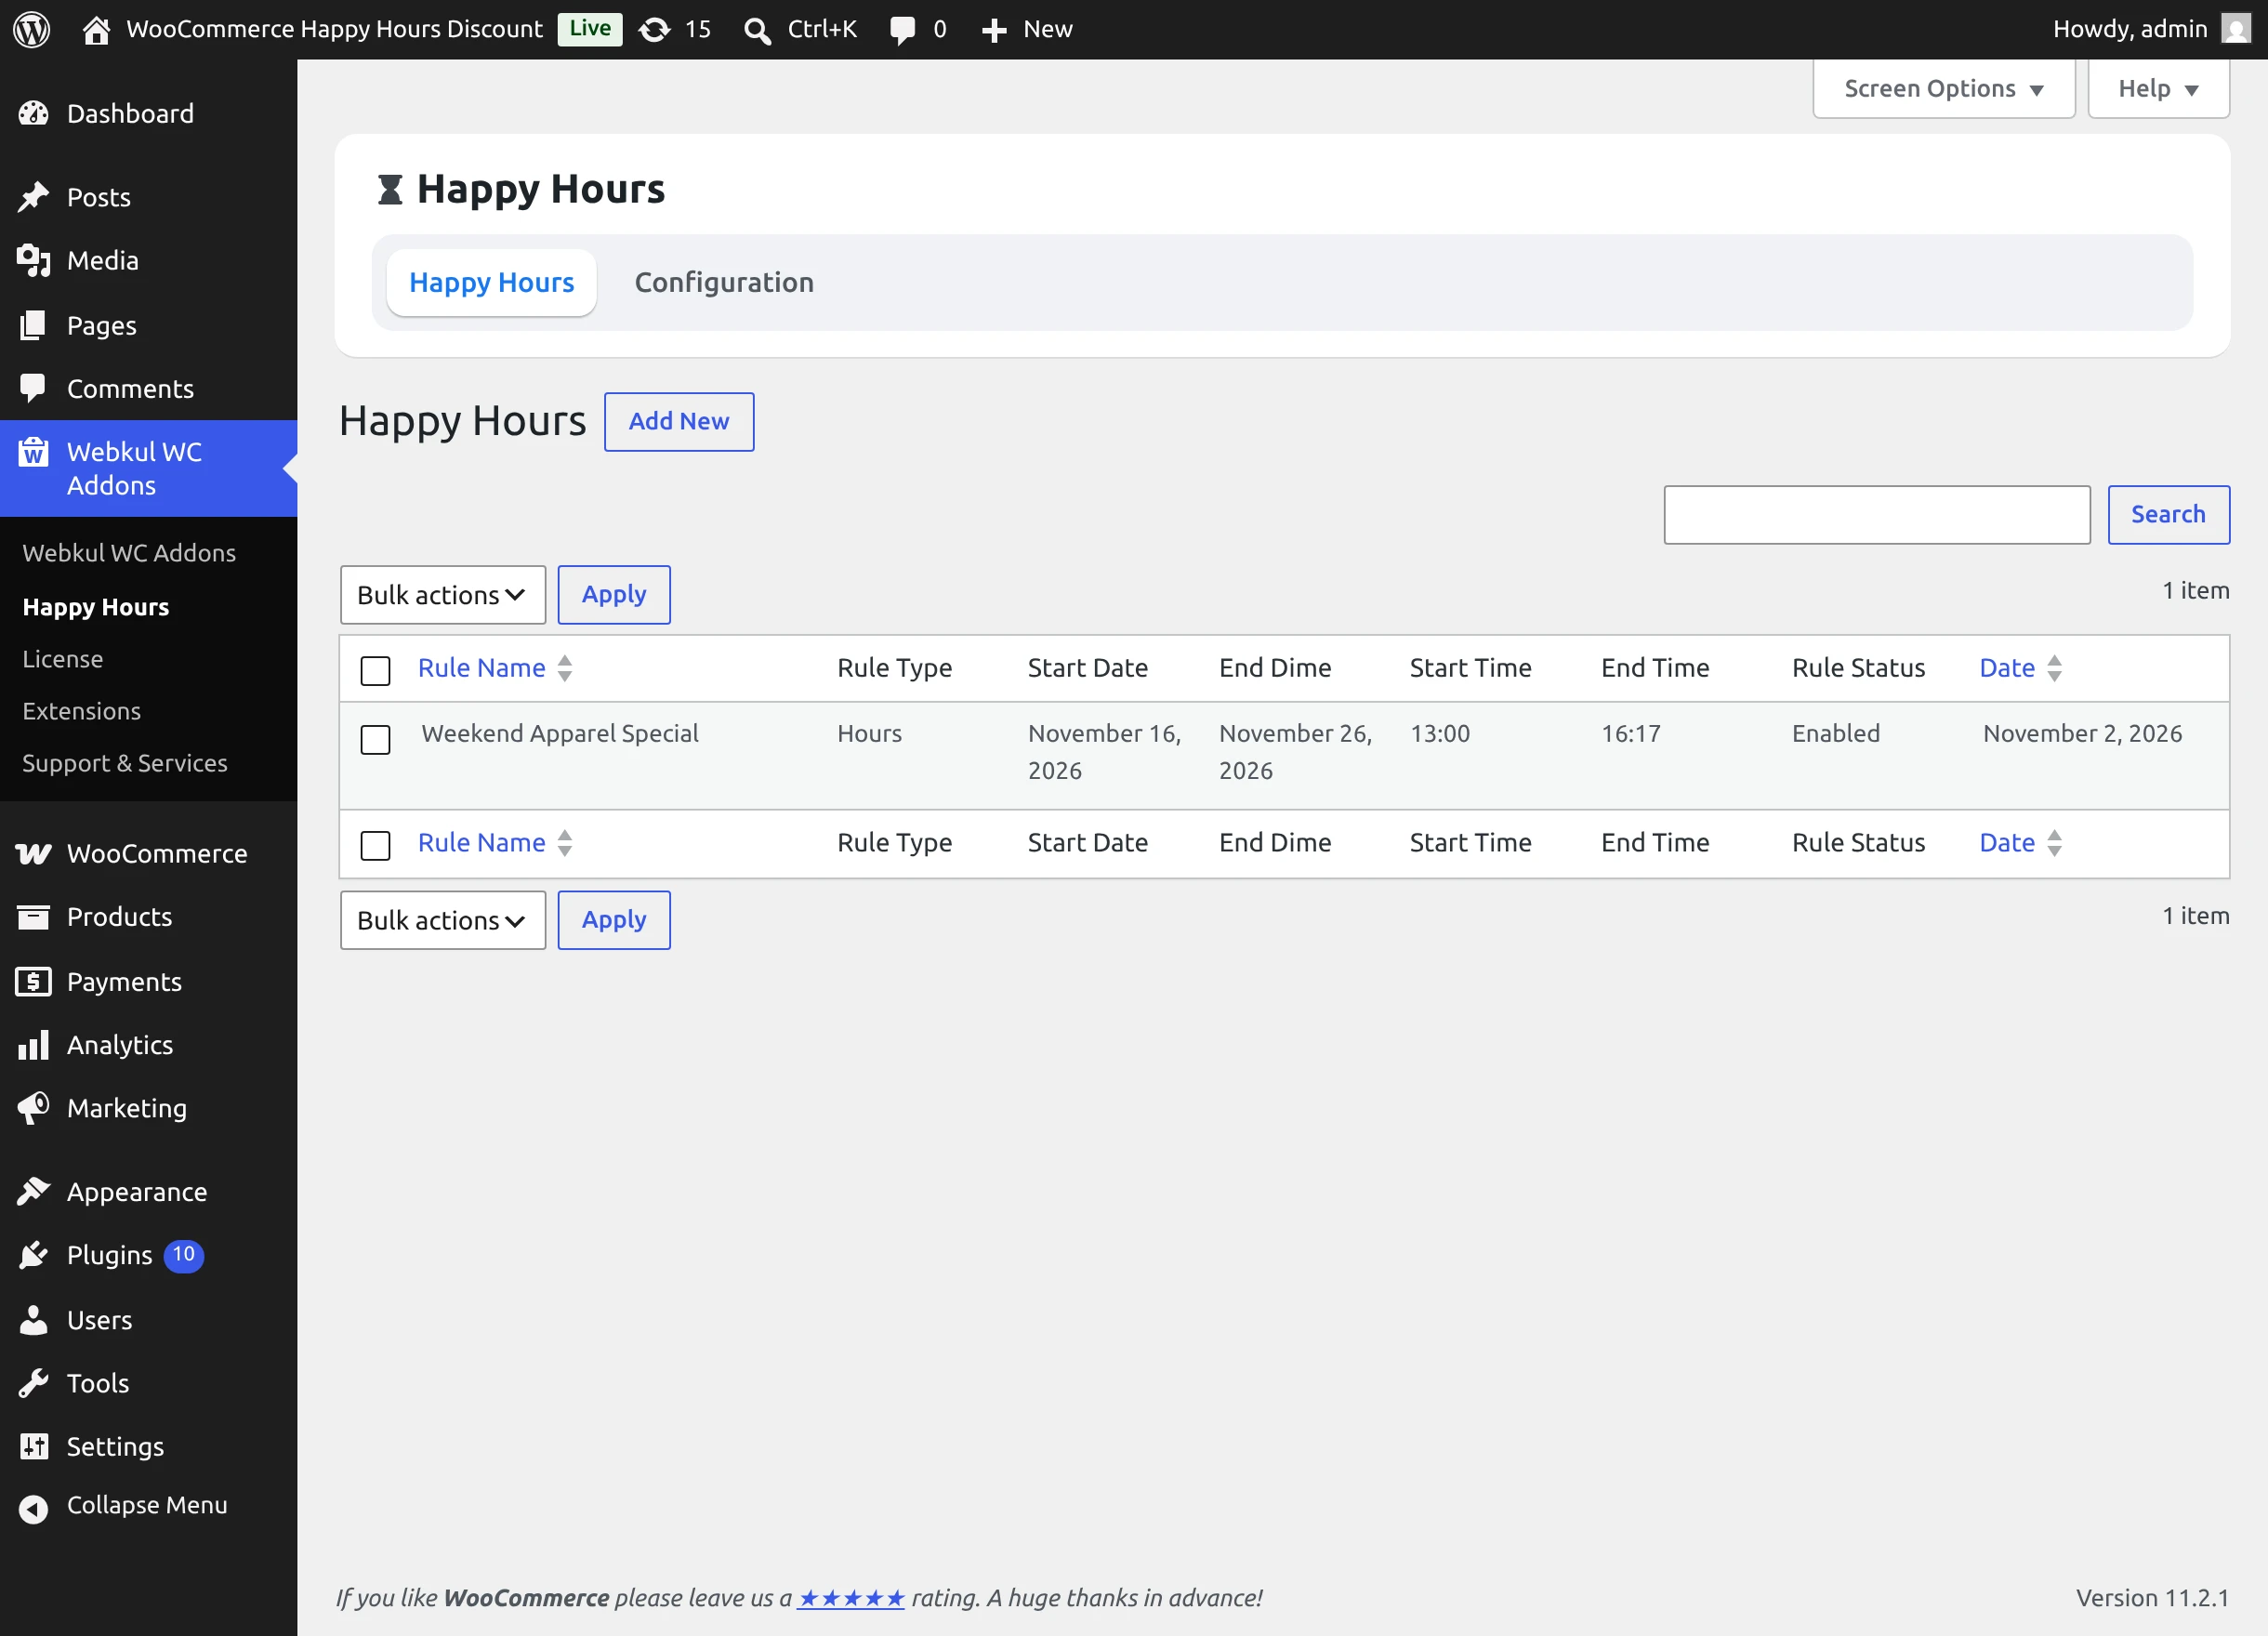 WooCommerce Happy Hours Discount Live 15 Ctrl+K 0 New Howdy, admin
Screen Options Help
Dashboard
Posts
Media
Pages
Comments
Webkul WC
Addons
Webkul WC Addons
Happy Hours
License
Extensions
Support & Services
WooCommerce
Products
Payments
Analytics
Marketing
Appearance
Plugins 10
Users
Tools
Settings
Collapse Menu
Happy Hours
Happy Hours Configuration
Happy Hours Add New
Search
Bulk actions Apply 1 item
Rule Name Rule Type Start Date End Dime Start Time End Time Rule Status Date
Weekend Apparel Special Hours November 16, November 26, 13:00 16:17 Enabled November 2, 2026
2026 2026
Rule Name Rule Type Start Date End Dime Start Time End Time Rule Status Date
Bulk actions Apply 1 item
If you like WooCommerce please leave us a ★★★★★ rating. A huge thanks in advance! Version 11.2.1